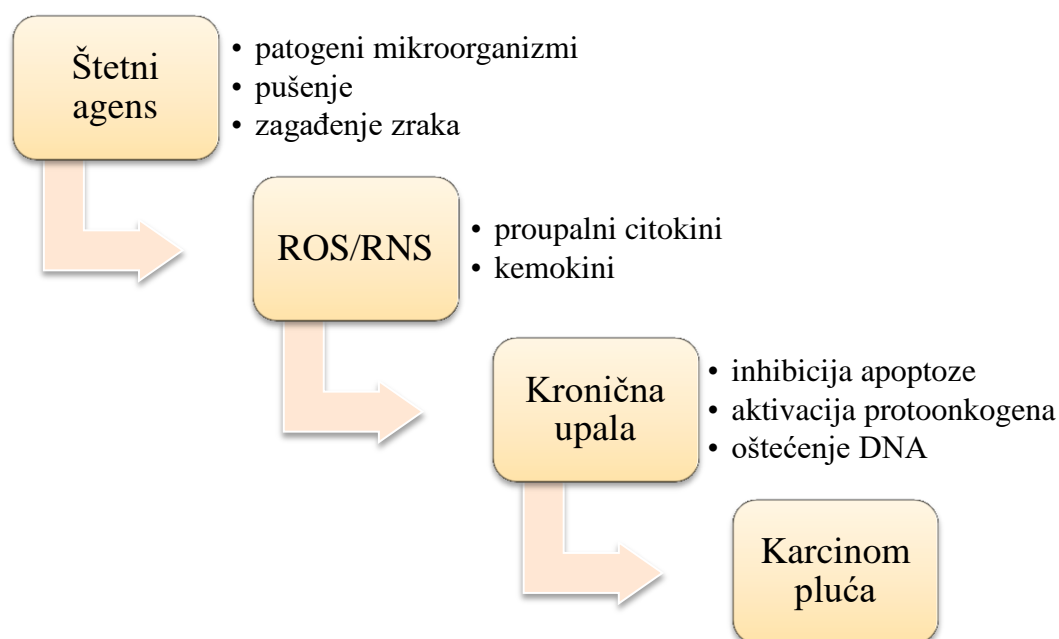 Štetni
agens
• patogeni mikroorganizmi
• pušenje
• zagađenje zraka
ROS/RNS
• proupalni citokini
• kemokini
Kronična
upala
• inhibicija apoptoze
• aktivacija protoonkogena
• oštećenje DNA
Karcinom
pluća